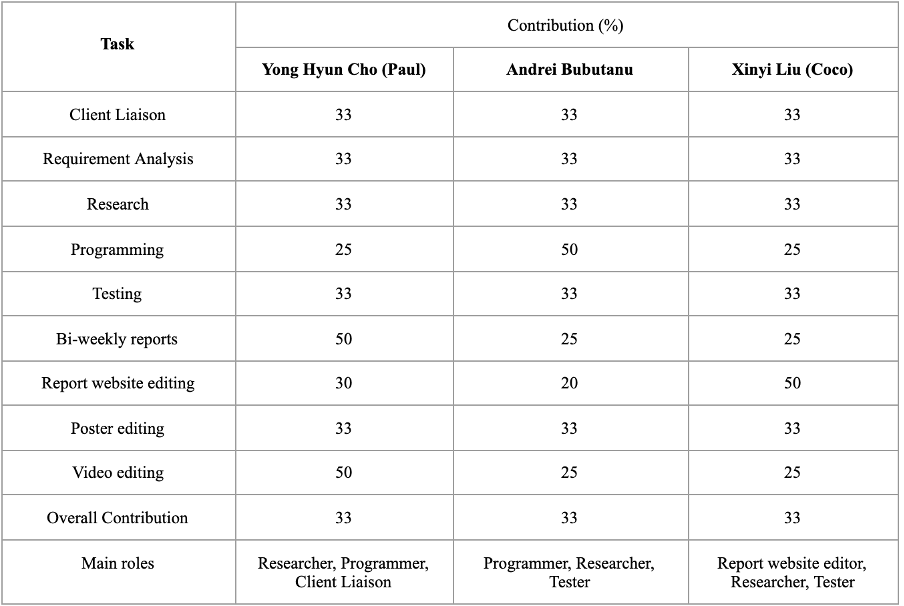 Task
Contribution (%)
Yong Hyun Cho (Paul) Andrei Bubutanu Xinyi Liu (Coco)
Client Liaison 33 33 33
Requirement Analysis 33 33 33
Research 33 33 33
Programming 25 50 25
Testing 33 33 33
Bi-weekly reports 50 25 25
Report website editing 30 20 50
Poster editing 33 33 33
Video editing 50 25 25
Overall Contribution 33 33 33
Main roles Researcher, Programmer, Programmer, Researcher, Report website editor,
Client Liaison Tester Researcher, Tester